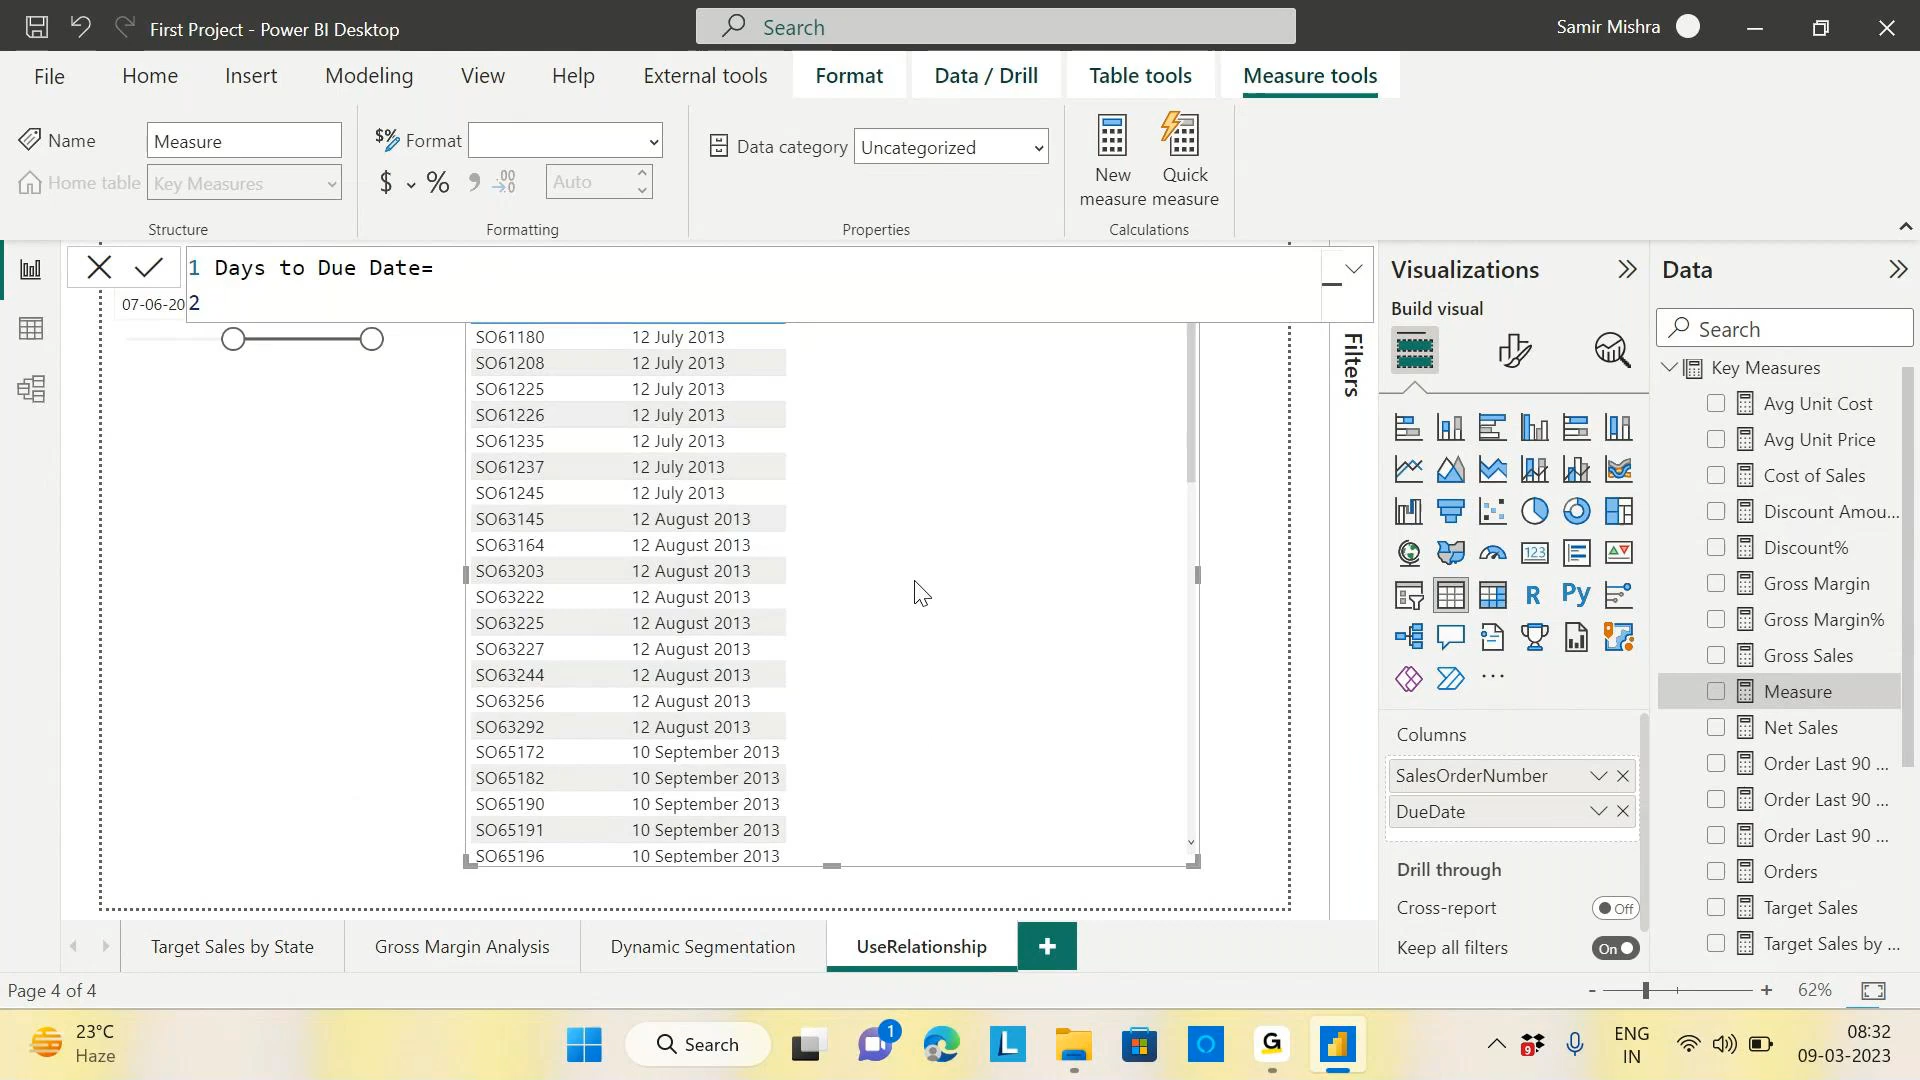 First Project - Power BI Desktop
Search
Samir Mishra
File
Home
Insert
Modeling
View
Help
External tools
Format
Data / Drill
Table tools
Measure tools
Name
Measure
Home table
Key Measures
Structure
$% Format
$ % 9 .00
Auto
Formatting
Data category
Uncategorized
Properties
New measure
Quick measure
Calculations
1 Days to Due Date=
2
07-06-20
SO61180 12 July 2013
SO61208 12 July 2013
SO61225 12 July 2013
SO61226 12 July 2013
SO61235 12 July 2013
SO61237 12 July 2013
SO61245 12 July 2013
SO63145 12 August 2013
SO63164 12 August 2013
SO63203 12 August 2013
SO63222 12 August 2013
SO63225 12 August 2013
SO63227 12 August 2013
SO63244 12 August 2013
SO63256 12 August 2013
SO63292 12 August 2013
SO65172 10 September 2013
SO65182 10 September 2013
SO65190 10 September 2013
SO65191 10 September 2013
SO65196 10 September 2013
Filters
Visualizations
Build visual
123
R
Py
...
Columns
SalesOrderNumber
DueDate
Drill through
Cross-report
Off
Keep all filters
On
Data
Search
Key Measures
Avg Unit Cost
Avg Unit Price
Cost of Sales
Discount Amou...
Discount%
Gross Margin
Gross Margin%
Gross Sales
Measure
Net Sales
Order Last 90 ...
Order Last 90 ...
Order Last 90 ...
Orders
Target Sales
Target Sales by ...
Target Sales by State
Gross Margin Analysis
Dynamic Segmentation
UseRelationship
+
Page 4 of 4
- + 62%
23°C
Haze
Search
1
L
G
9
ENG
IN
08:32
09-03-2023